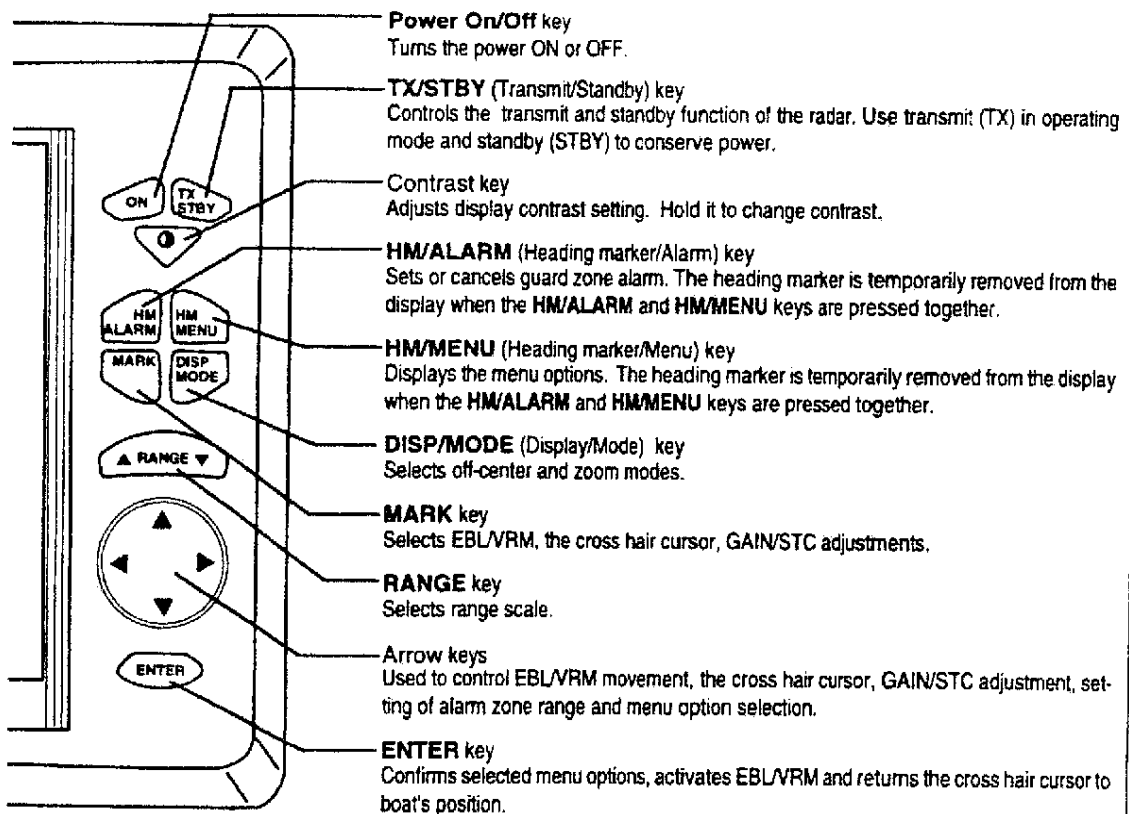 Power On/Off key
Turns the power ON or OFF.
TX/STBY (Transmit/Standby) key
Controls the transmit and standby function of the radar. Use transmit (TX) in operating
mode and standby (STBY) to conserve power.
Contrast key
Adjusts display contrast setting. Hold it to change contrast.
HM/ALARM (Heading marker/Alarm) key
Sets or cancels guard zone alarm. The heading marker is temporarily removed from the
display when the HM/ALARM and HM/MENU keys are pressed together.
HM/MENU (Heading marker/Menu) key
Displays the menu options. The heading marker is temporarily removed from the display
when the HM/ALARM and HM/MENU keys are pressed together.
DISP/MODE (Display/Mode) key
Selects off-center and zoom modes.
MARK key
Selects EBL/VRM, the cross hair cursor, GAIN/STC adjustments.
RANGE key
Selects range scale.
Arrow keys
Used to control EBL/VRM movement, the cross hair cursor, GAIN/STC adjustment, set-
ting of alarm zone range and menu option selection.
ENTER key
Confirms selected menu options, activates EBL/VRM and returns the cross hair cursor to
boat's position.
ON
TX
STBY
HM
ALARM
HM
MENU
MARK
DISP
MODE
▲ RANGE ▼
ENTER